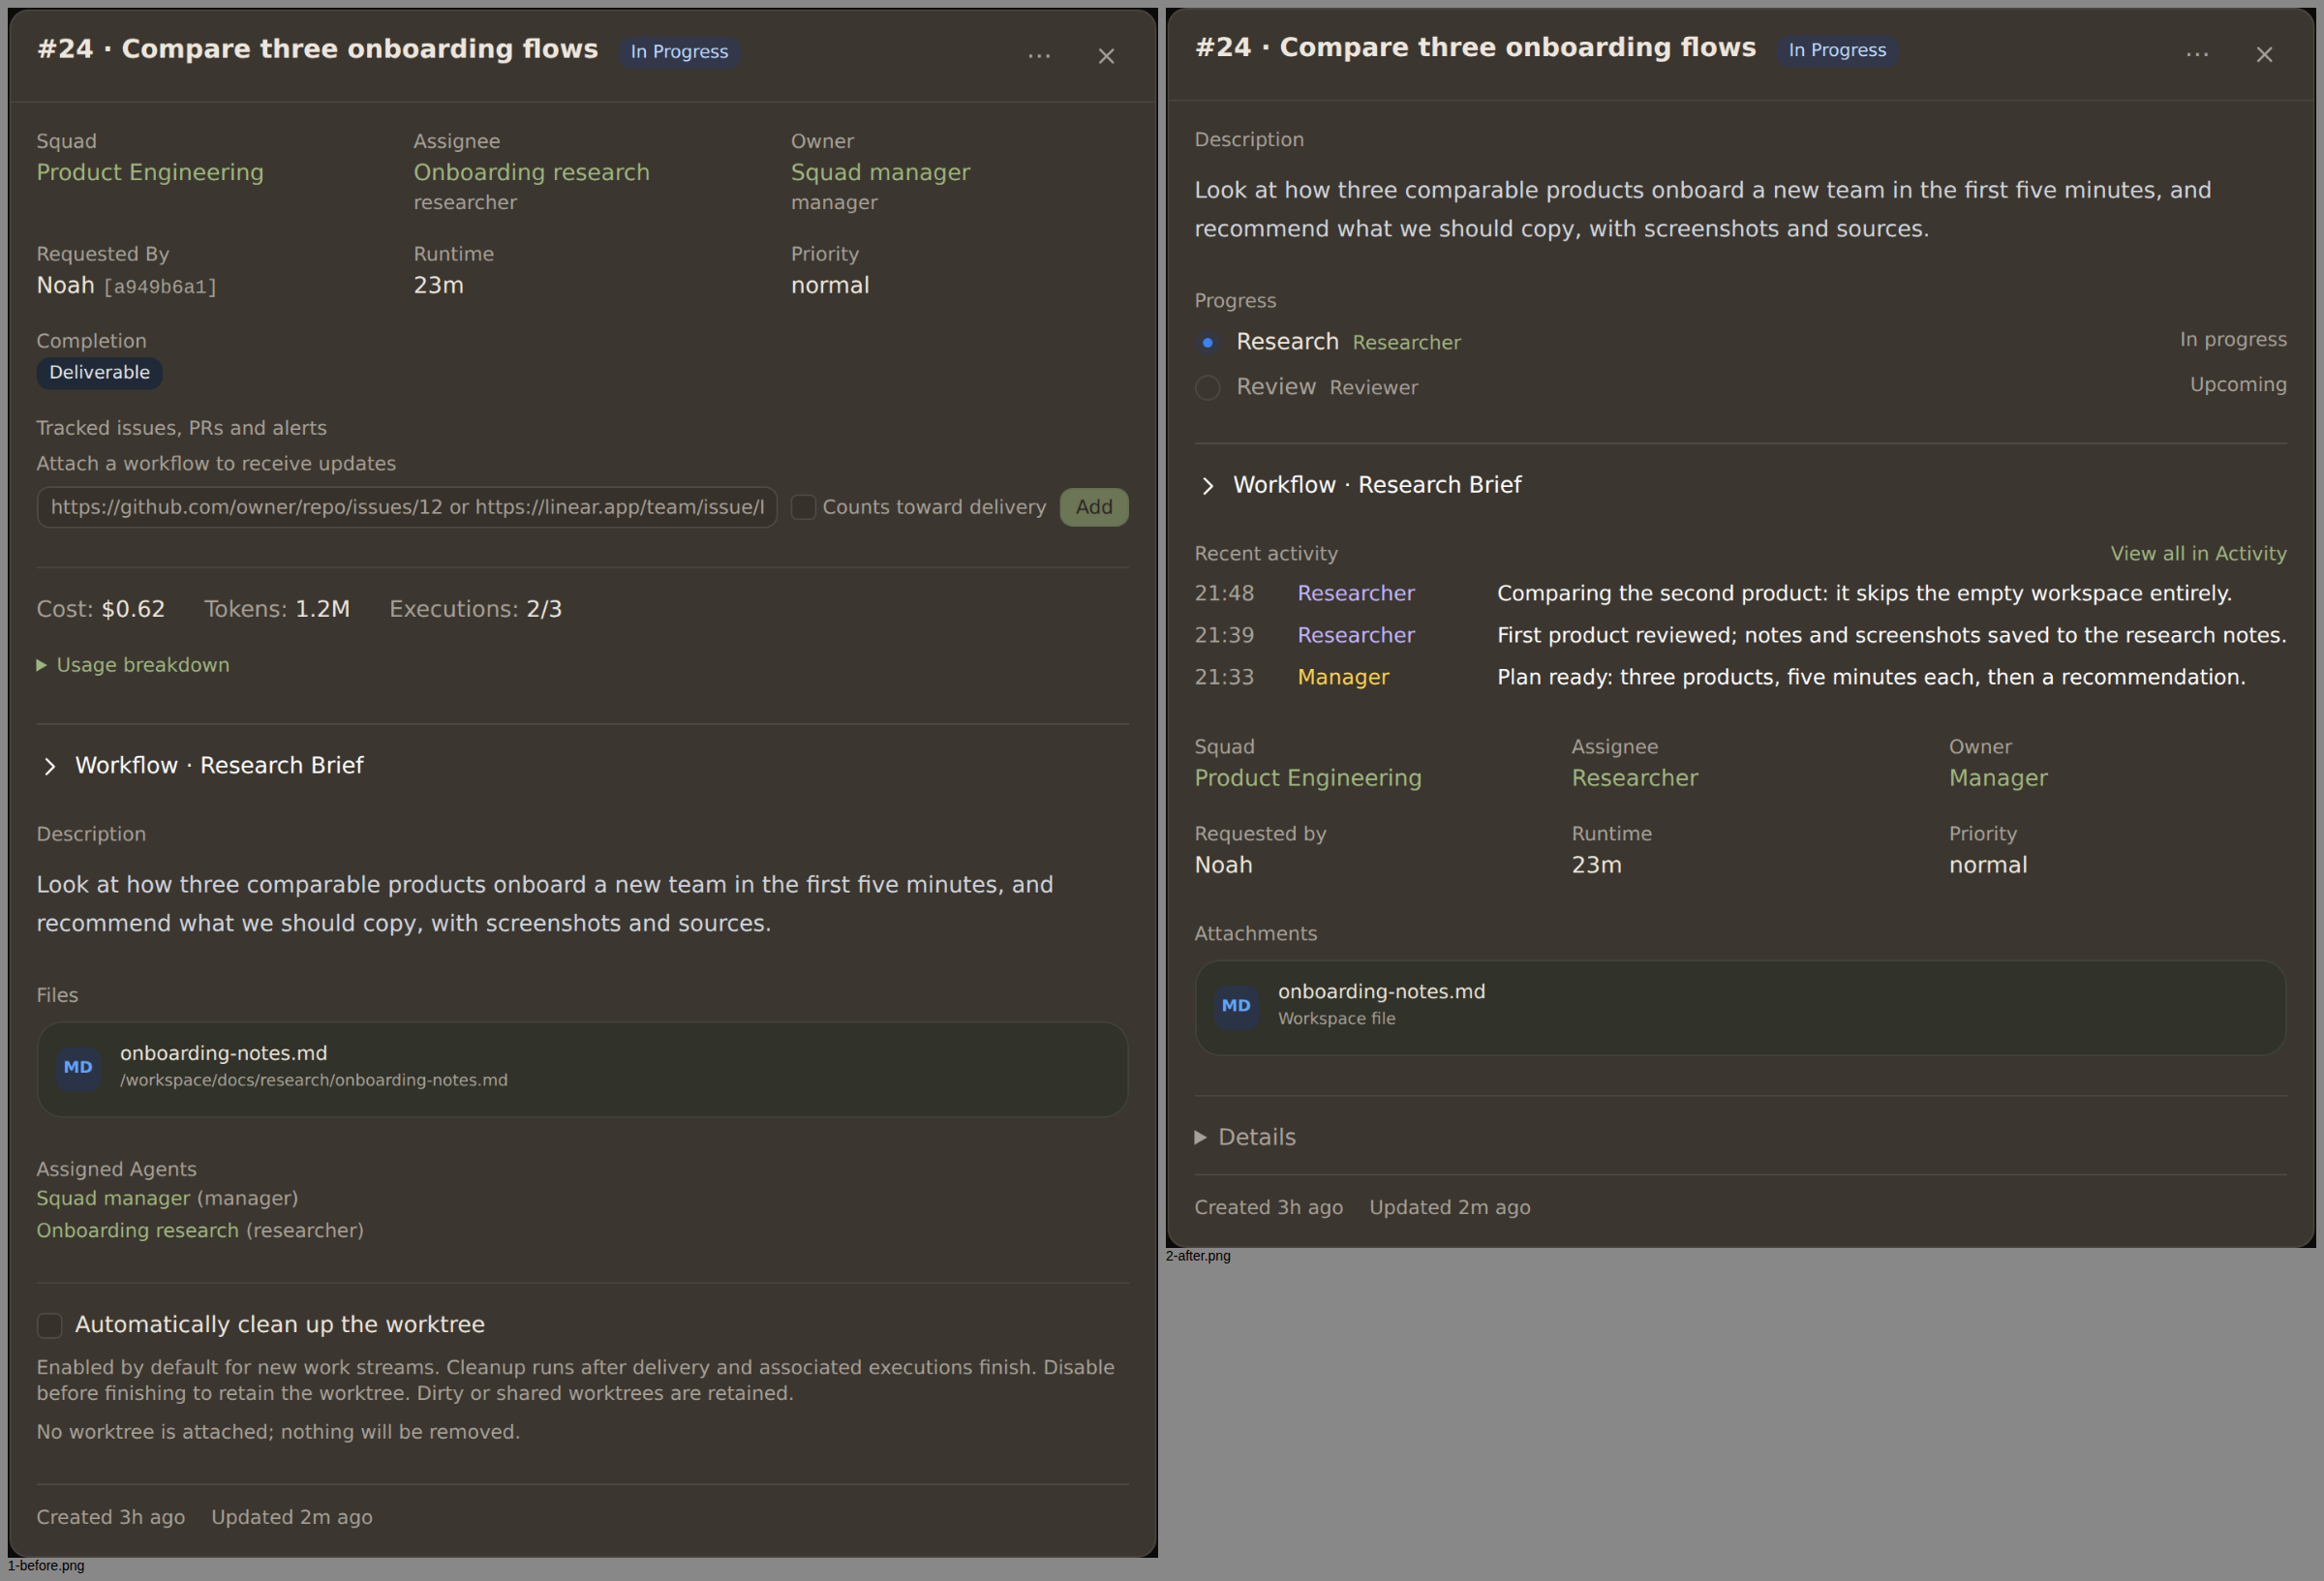 #24 · Compare three onboarding flows In Progress ... ×
Squad Assignee Owner
Product Engineering Onboarding research Squad manager
researcher manager
Requested By Runtime Priority
Noah [a949b6a1] 23m normal
Completion
Deliverable
Tracked issues, PRs and alerts
Attach a workflow to receive updates
https://github.com/owner/repo/issues/12 or https://linear.app/team/issue/I Counts toward delivery Add
Cost: $0.62 Tokens: 1.2M Executions: 2/3
Usage breakdown
Workflow · Research Brief
Description
Look at how three comparable products onboard a new team in the first five minutes, and
recommend what we should copy, with screenshots and sources.
Files
MD onboarding-notes.md
/workspace/docs/research/onboarding-notes.md
Assigned Agents
Squad manager (manager)
Onboarding research (researcher)
Automatically clean up the worktree
Enabled by default for new work streams. Cleanup runs after delivery and associated executions finish. Disable
before finishing to retain the worktree. Dirty or shared worktrees are retained.
No worktree is attached; nothing will be removed.
Created 3h ago Updated 2m ago
1-before.png
#24 · Compare three onboarding flows In Progress ... ×
Description
Look at how three comparable products onboard a new team in the first five minutes, and
recommend what we should copy, with screenshots and sources.
Progress
Research Researcher In progress
Review Reviewer Upcoming
Workflow · Research Brief
Recent activity View all in Activity
21:48 Researcher Comparing the second product: it skips the empty workspace entirely.
21:39 Researcher First product reviewed; notes and screenshots saved to the research notes.
21:33 Manager Plan ready: three products, five minutes each, then a recommendation.
Squad Assignee Owner
Product Engineering Researcher Manager
Requested by Runtime Priority
Noah 23m normal
Attachments
MD onboarding-notes.md
Workspace file
Details
Created 3h ago Updated 2m ago
2-after.png